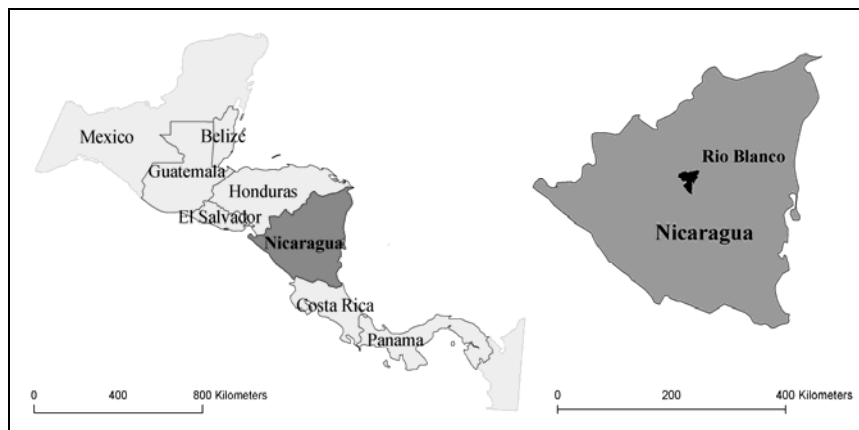 Mexico
Belize
Guatemala
Honduras
El Salvador
Nicaragua
Costa Rica
Panama
0 400 800 Kilometers
Rio Blanco
Nicaragua
0 200 400 Kilometers